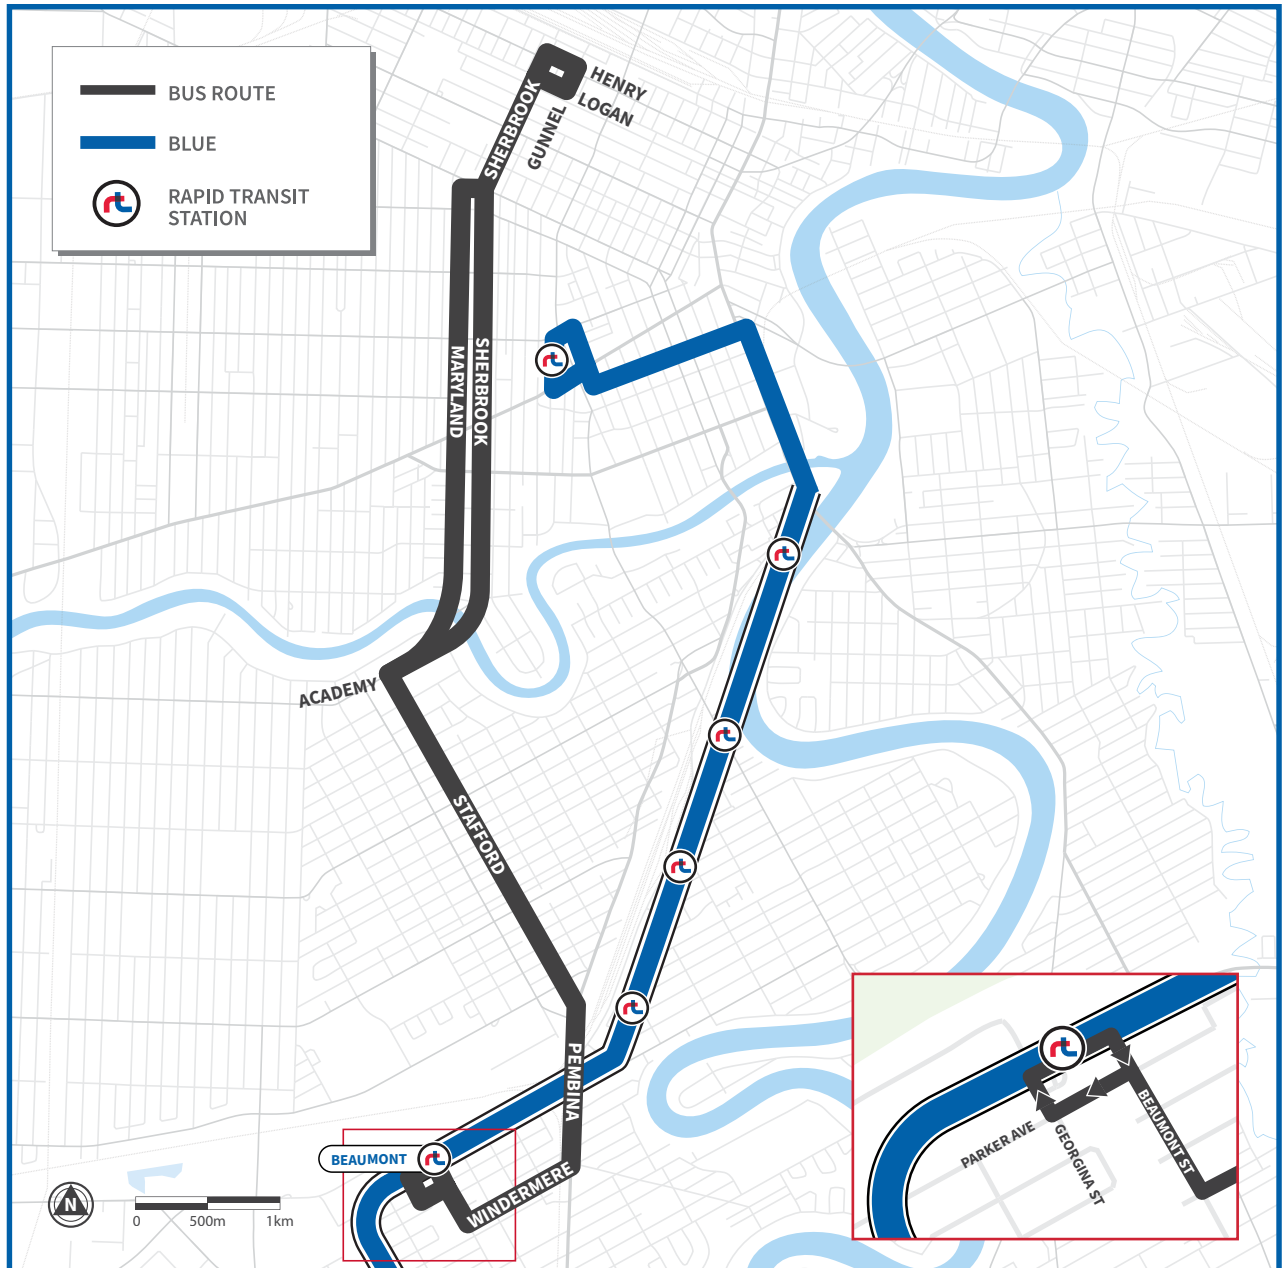 BUS ROUTE
BLUE
RAPID TRANSIT
STATION
HENRY
LOGAN
GUNNEL
SHERBROOK
MARYLAND
SHERBROOK
ACADEMY
STAFFORD
PEMBINA
WINDERMERE
BEAUMONT
N
0 500m 1km
PARKER AVE
GEORGINA ST
BEAUMONT ST